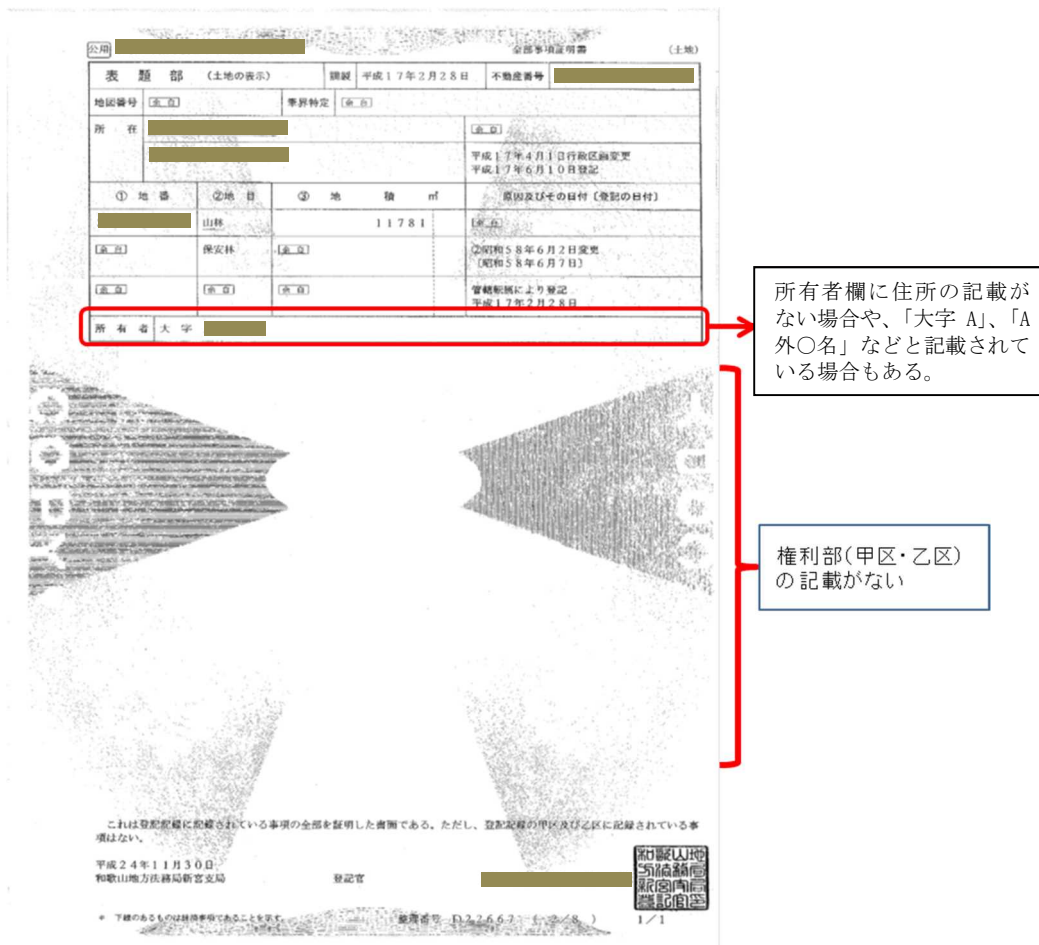 公用
全部事項証明書 (土地)
表 題 部 (土地の表示) 調製 平成17年2月28日 不動産番号
地図番号 余白 筆界特定 余白
所 在 余白
平成17年4月1日行政区画変更
平成17年6月10日登記
① 地 番 ②地 目 ③ 地 積 ㎡ 原因及びその日付〔登記の日付〕
山林 11781 余白
余白 保安林 余白 ②昭和58年6月2日変更
〔昭和58年6月7日〕
余白 余白 余白 管轄転属により登記
平成17年2月28日
所 有 者 大 字
所有者欄に住所の記載が
ない場合や、「大字 A」、「A
外〇名」などと記載されて
いる場合もある。
COPY
権利部(甲区・乙区)
の記載がない
これは登記記録に記録されている事項の全部を証明した書面である。ただし、登記記録の甲区及び乙区に記録されている事
項はない。
平成24年11月30日
和歌山地方法務局新宮支局 登記官
* 下線のあるものは抹消事項であることを示す。 整理番号 D22667 ( 2/8 ) 1/1